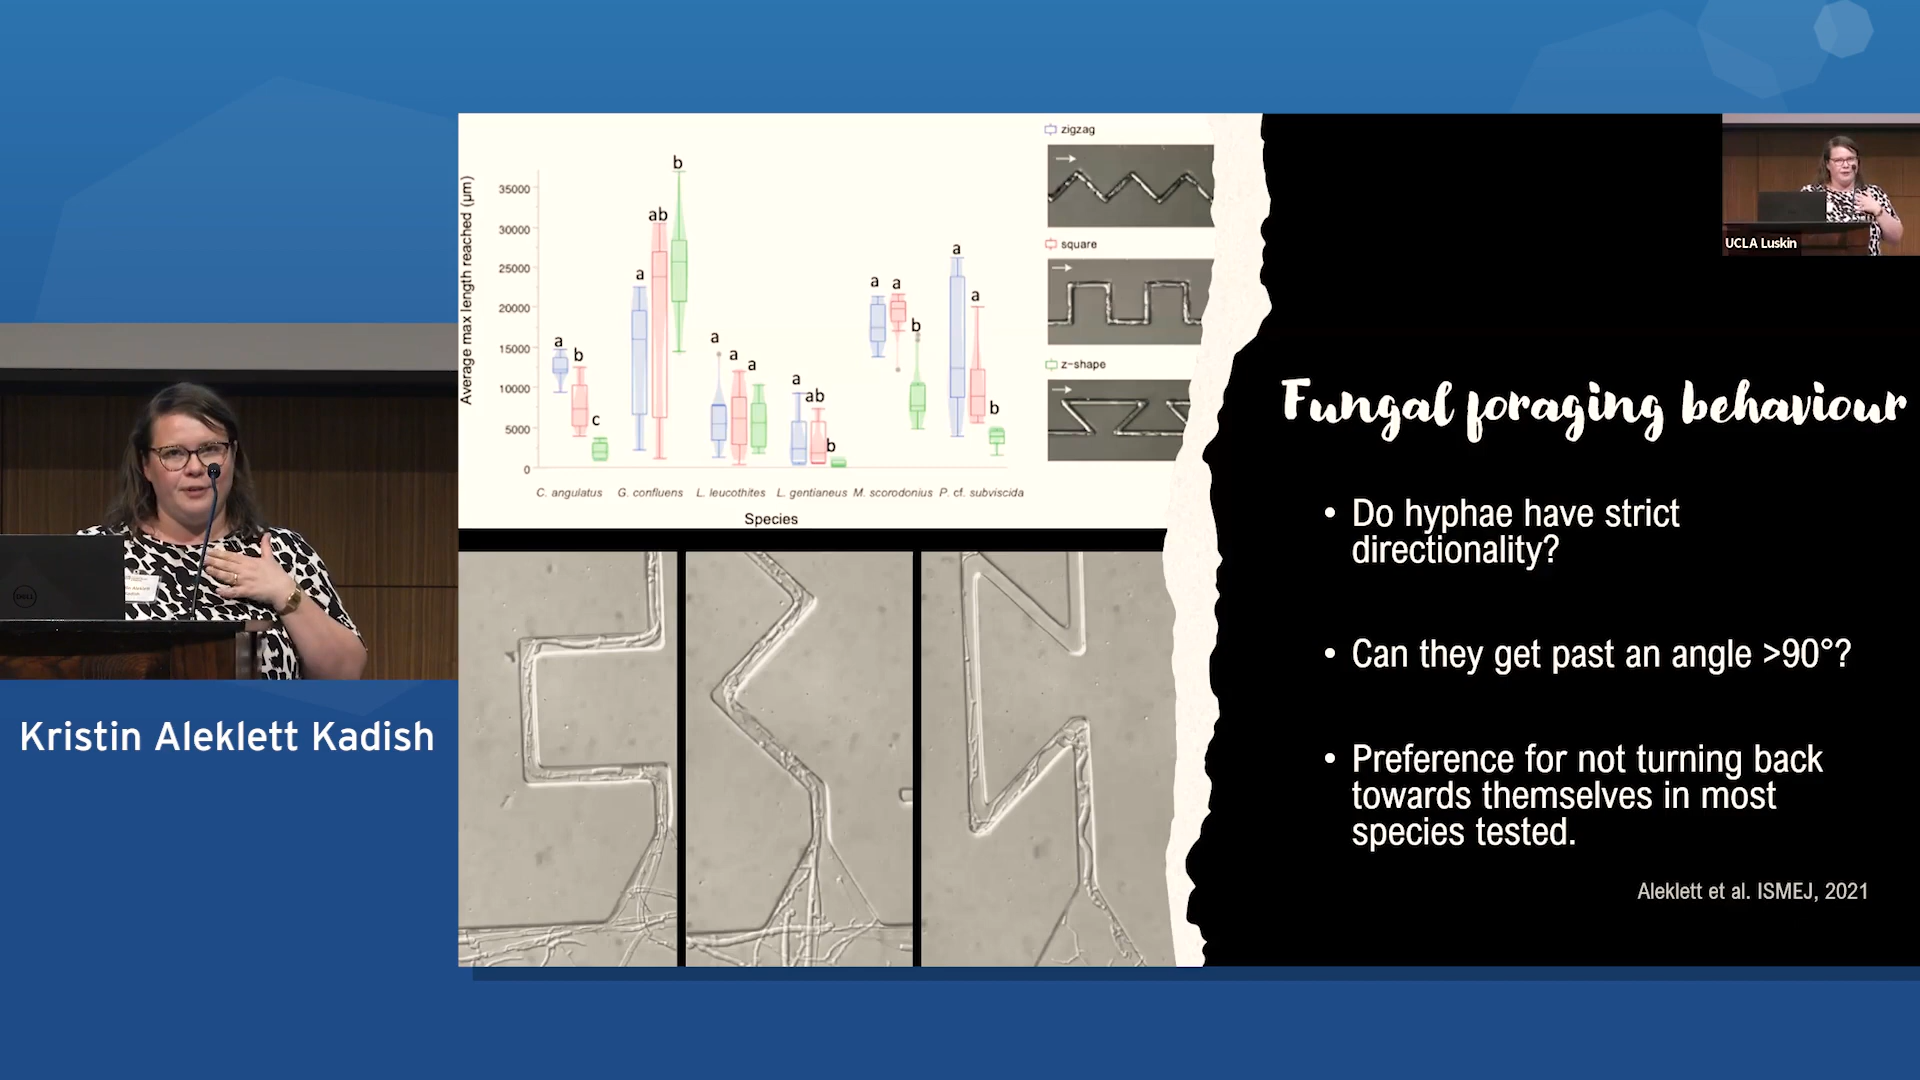 zigzag
square
z-shape
Average max length reached (µm)
35000
30000
25000
20000
15000
10000
5000
0
a
b
c
a
ab
b
a
a
a
a
ab
b
a
a
b
a
a
b
C. angulatus
G. confluens
L. leucothites
L. gentianeus
M. scorodonius
P. cf. subviscida
Species
UCLA Luskin
Fungal foraging behaviour
• Do hyphae have strict
directionality?
• Can they get past an angle >90°?
• Preference for not turning back
towards themselves in most
species tested.
Aleklett et al. ISMEJ, 2021
DELL
Kristin Aleklett Kadish